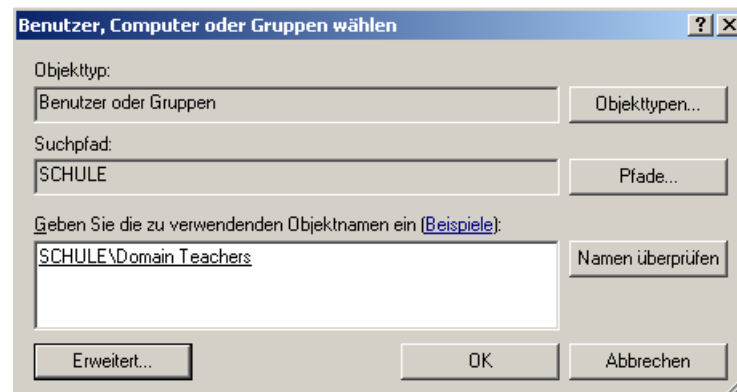 Benutzer, Computer oder Gruppen wählen
Objekttyp:
Benutzer oder Gruppen
Objekttypen...
Suchpfad:
SCHULE
Pfade...
Geben Sie die zu verwendenden Objektnamen ein (Beispiele):
SCHULE\Domain Teachers
Namen überprüfen
Erweitert...
OK
Abbrechen